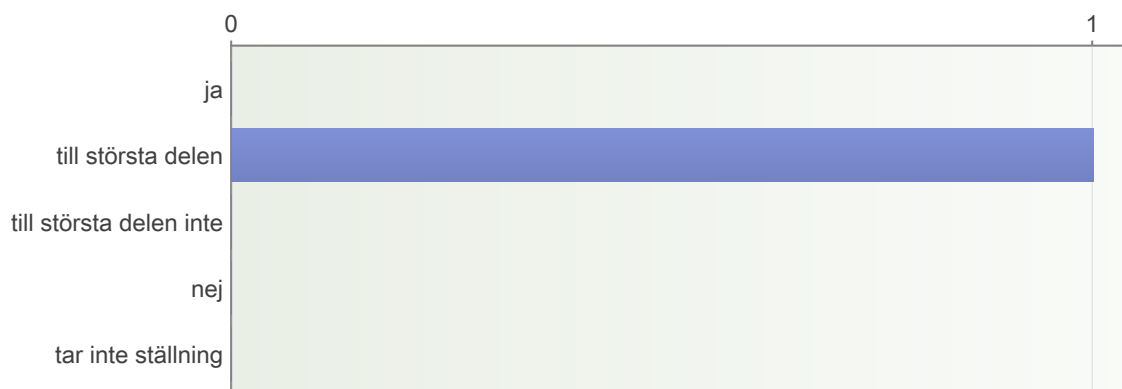 0 1
ja
till största delen
till största delen inte
nej
tar inte ställning